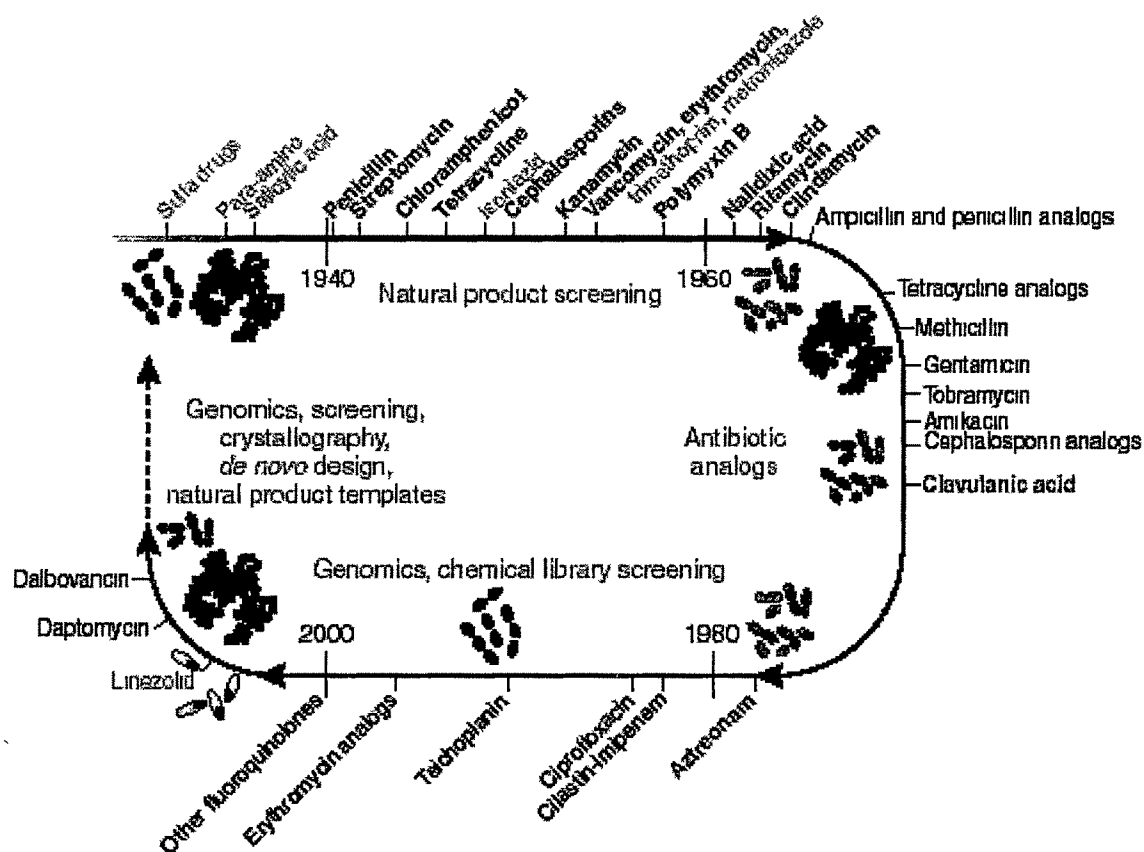 Sulfa drugs
Para-amino
Salicylic acid
Penicillin
Streptomycin
Chloramphenicol
Tetracycline
Isoniazid
Cephalosporins
Kanamycin
Vancomycin, erythromycin,
trimethoprim, metronidazole
Polymyxin B
Nalidixic acid
Rifamycin
Clindamycin
Ampicillin and penicillin analogs
1940
Natural product screening
1960
Tetracycline analogs
Methicillin
Gentamicin
Tobramycin
Amikacin
Cephalosporin analogs
Clavulanic acid
Genomics, screening,
crystallography,
de novo design,
natural product templates
Antibiotic
analogs
Dalbovancin
Daptomycin
Linezolid
Genomics, chemical library screening
2000
1980
Other fluoroquinolones
Erythromycin analogs
Teichoplanin
Ciprofloxacin
Cilastin-Imipenem
Aztreonam